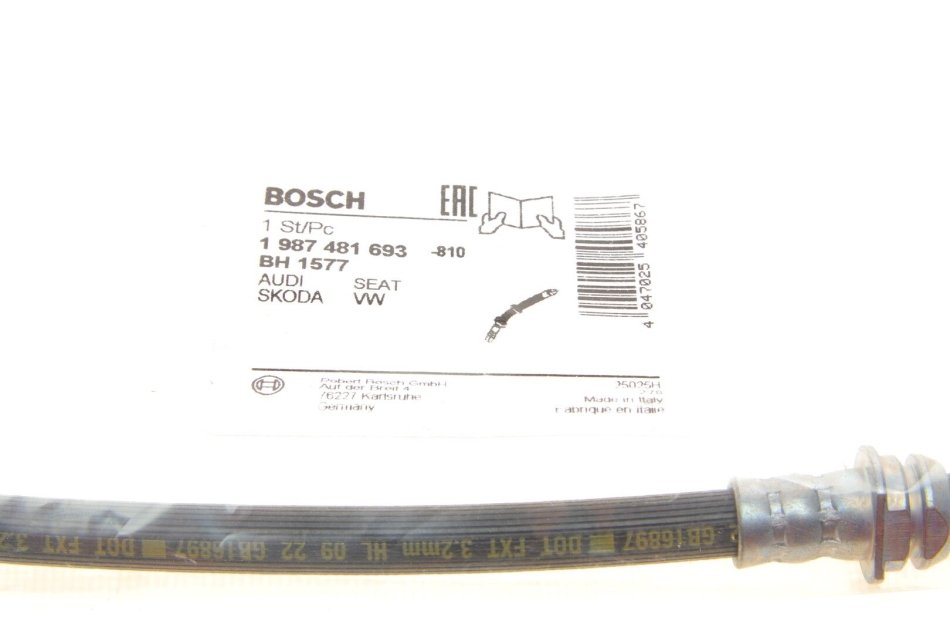 BOSCH
EAC
1 St/Pc
1 987 481 693 -810
BH 1577
AUDI SEAT
SKODA VW
4 047025 405867
Robert Bosch GmbH
Auf der Breit 4
76227 Karlsruhe
Germany
25025H
Made in Italy
Fabriqué en Italie
GB16897 DOT FXT 3.2mm HL 09 22 GB16897 DOT FXT 3.2